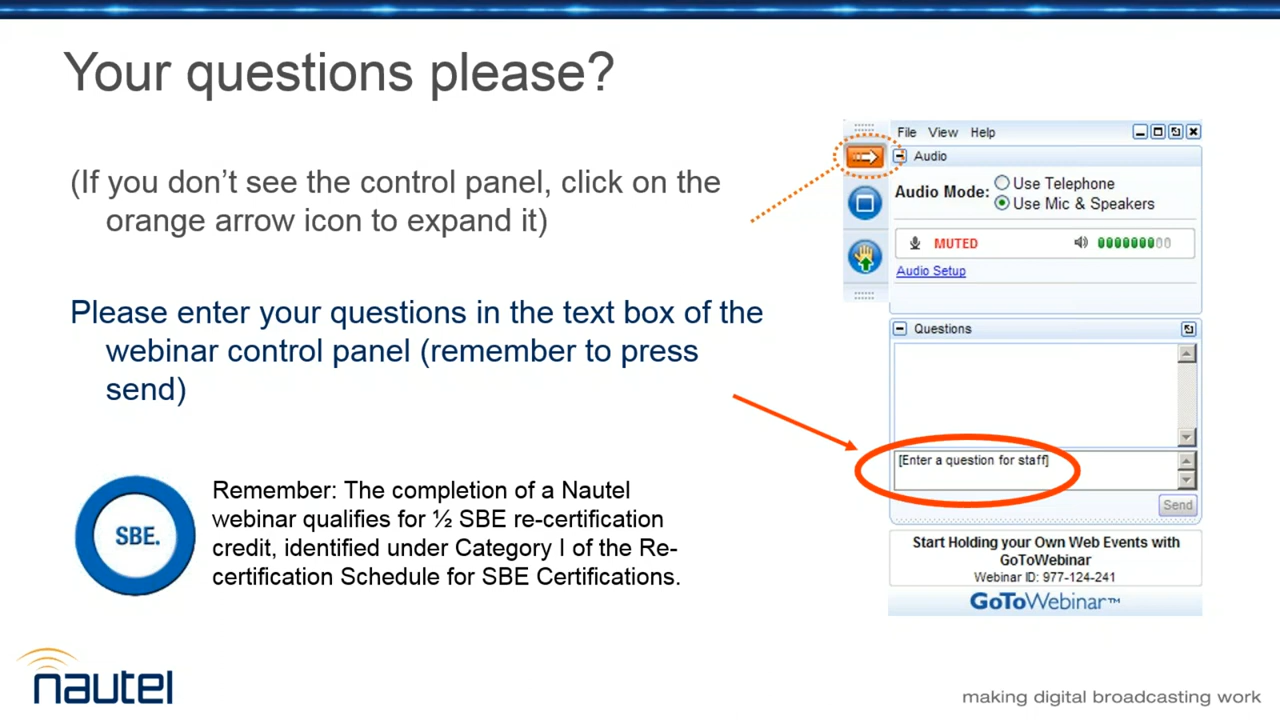 Your questions please?
(If you don’t see the control panel, click on the
orange arrow icon to expand it)
Please enter your questions in the text box of the
webinar control panel (remember to press
send)
SBE.
Remember: The completion of a Nautel
webinar qualifies for ½ SBE re-certification
credit, identified under Category I of the Re-
certification Schedule for SBE Certifications.
File View Help
Audio
Audio Mode: Use Telephone
Use Mic & Speakers
MUTED
Audio Setup
Questions
[Enter a question for staff]
Send
Start Holding your Own Web Events with
GoToWebinar
Webinar ID: 977-124-241
GoToWebinar™
nautel
making digital broadcasting work